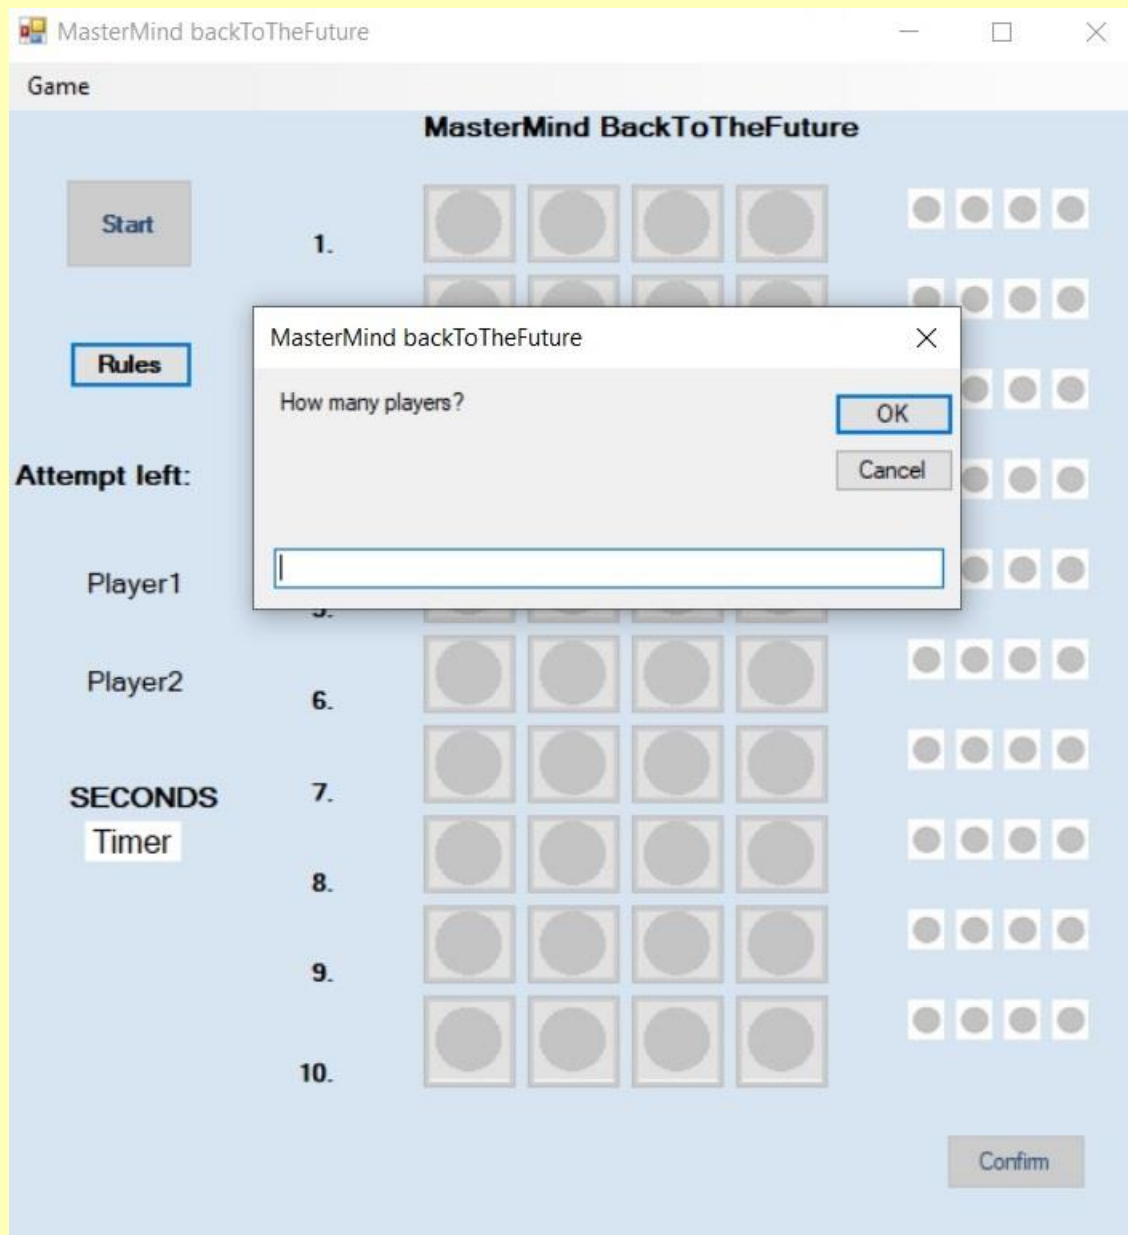 MasterMind backToTheFuture
Game
MasterMind BackToTheFuture
Start
1.
Rules
MasterMind backToTheFuture
How many players?
OK
Cancel
Attempt left:
Player1
5.
Player2
6.
SECONDS
7.
Timer
8.
9.
10.
Confirm